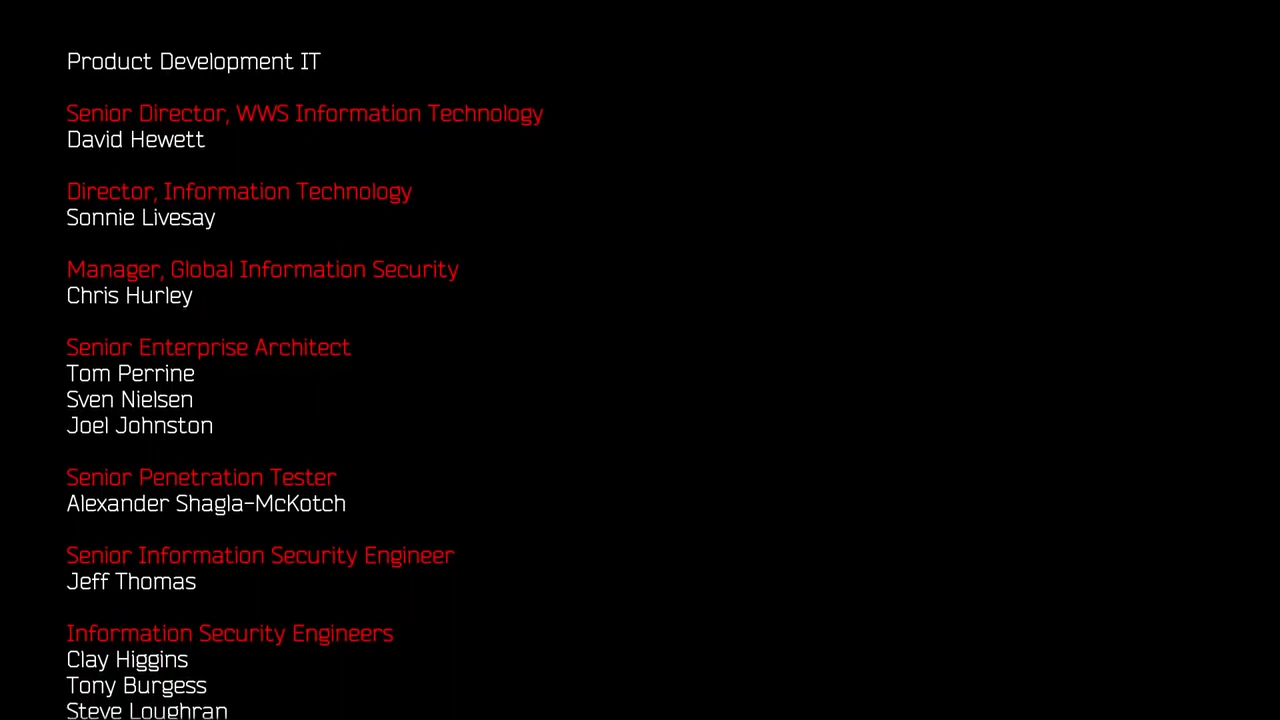 Product Development IT
Senior Director, WWS Information Technology
David Hewett
Director, Information Technology
Sonnie Livesay
Manager, Global Information Security
Chris Hurley
Senior Enterprise Architect
Tom Perrine
Sven Nielsen
Joel Johnston
Senior Penetration Tester
Alexander Shagla-McKotch
Senior Information Security Engineer
Jeff Thomas
Information Security Engineers
Clay Higgins
Tony Burgess
Steve Loughran